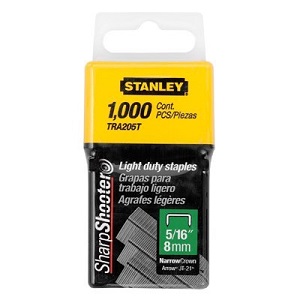 STANLEY
1,000 Cont.
PCS/Piezas
TRA205T
SharpShooter
Light duty staples
Grapas para
trabajo ligero
Agrafes légères
5/16"
8mm
NarrowCrown
Arrow® JT-21®